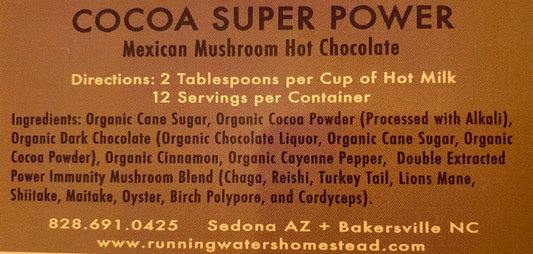 COCOA SUPER POWER
Mexican Mushroom Hot Chocolate
Directions: 2 Tablespoons per Cup of Hot Milk
12 Servings per Container
Ingredients: Organic Cane Sugar, Organic Cocoa Powder (Processed with Alkali),
Organic Dark Chocolate (Organic Chocolate Liquor, Organic Cane Sugar, Organic
Cocoa Powder), Organic Cinnamon, Organic Cayenne Pepper, Double Extracted
Power Immunity Mushroom Blend (Chaga, Reishi, Turkey Tail, Lions Mane,
Shiitake, Maitake, Oyster, Birch Polypore, and Cordyceps).
828.691.0425 Sedona AZ + Bakersville NC
www.runningwatershomestead.com